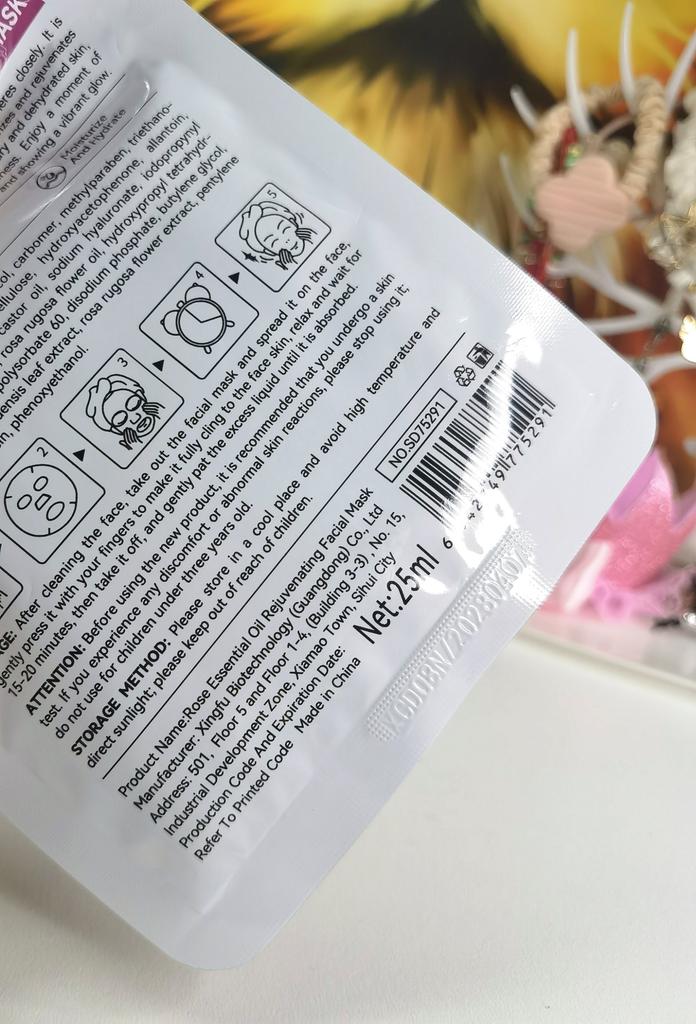 ASK
eres closely. It is
izes and rejuvenates
ry and dehydrated skin,
ness. Enjoy a moment of
and showing a vibrant glow.
Moisturize
And Hydrate
ol, carbomer, methylparaben, triethano-
ellulose, hydroxyacetophenone, allantoin,
castor oil, sodium hyaluronate, iodopropynyl
rosa rugosa flower oil, hydroxypropyl tetrahydr-
polysorbate 60, disodium phosphate, butylene glycol,
gensis leaf extract, rosa rugosa flower extract, pentylene
n, phenoxyethanol.
2
3
4
5
GE: After cleaning the face, take out the facial mask and spread it on the face,
gently press it with your fingers to make it fully cling to the face skin, relax and wait for
15-20 minutes, then take it off, and gently pat the excess liquid until it is absorbed.
ATTENTION: Before using the new product, it is recommended that you undergo a skin
test. If you experience any discomfort or abnormal skin reactions, please stop using it;
do not use for children under three years old.
STORAGE METHOD: Please store in a cool place and avoid high temperature and
direct sunlight; please keep out of reach of children.
Product Name:Rose Essential Oil Rejuvenating Facial Mask
Manufacturer: Xingfu Biotechnology (Guangdong) Co., Ltd
Address: 501, Floor 5 and Floor 1-4, (Building 3-3), No. 15,
Industrial Development Zone, Xiamao Town, Sihui City
Production Code And Expiration Date:
Refer To Printed Code Made in China
NO.SD75291
Net:25ml